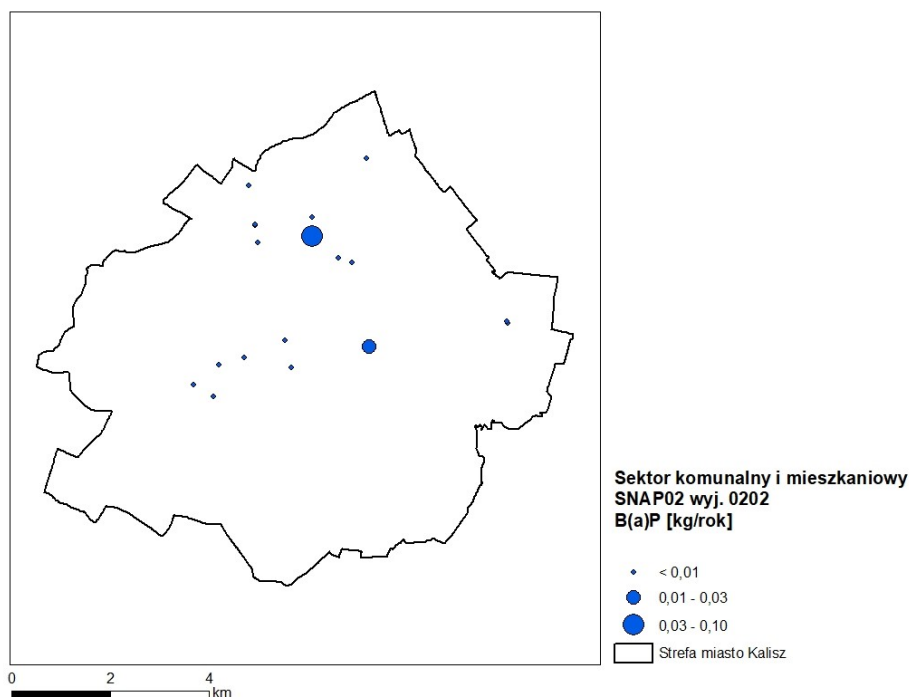 Sektor komunalny i mieszkaniowy
SNAP02 wyj. 0202
B(a)P [kg/rok]
< 0,01
0,01 - 0,03
0,03 - 0,10
Strefa miasto Kalisz
0 2 4
km